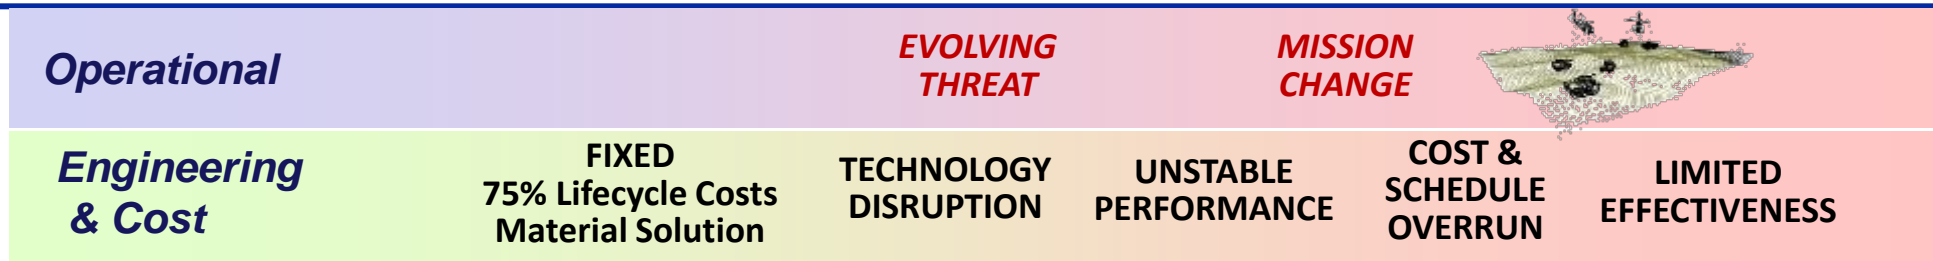 Operational
EVOLVING
THREAT
MISSION
CHANGE
Engineering
& Cost
FIXED
75% Lifecycle Costs
Material Solution
TECHNOLOGY
DISRUPTION
UNSTABLE
PERFORMANCE
COST &
SCHEDULE
OVERRUN
LIMITED
EFFECTIVENESS